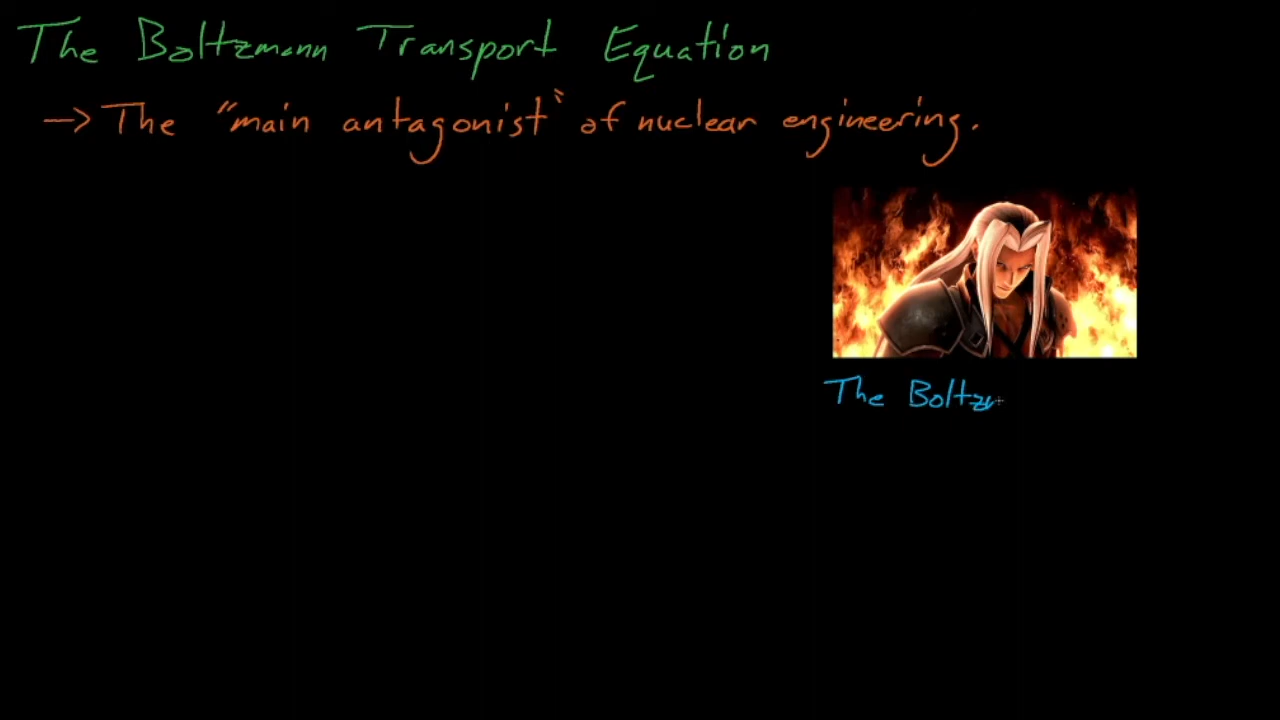 The Boltzmann Transport Equation
→ The "main antagonist" of nuclear engineering.
The Boltz